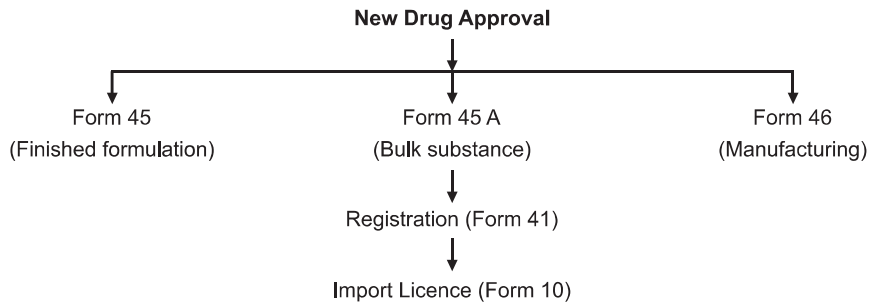 New Drug Approval
Form 45
(Finished formulation)
Form 45 A
(Bulk substance)
Form 46
(Manufacturing)
Registration (Form 41)
Import Licence (Form 10)